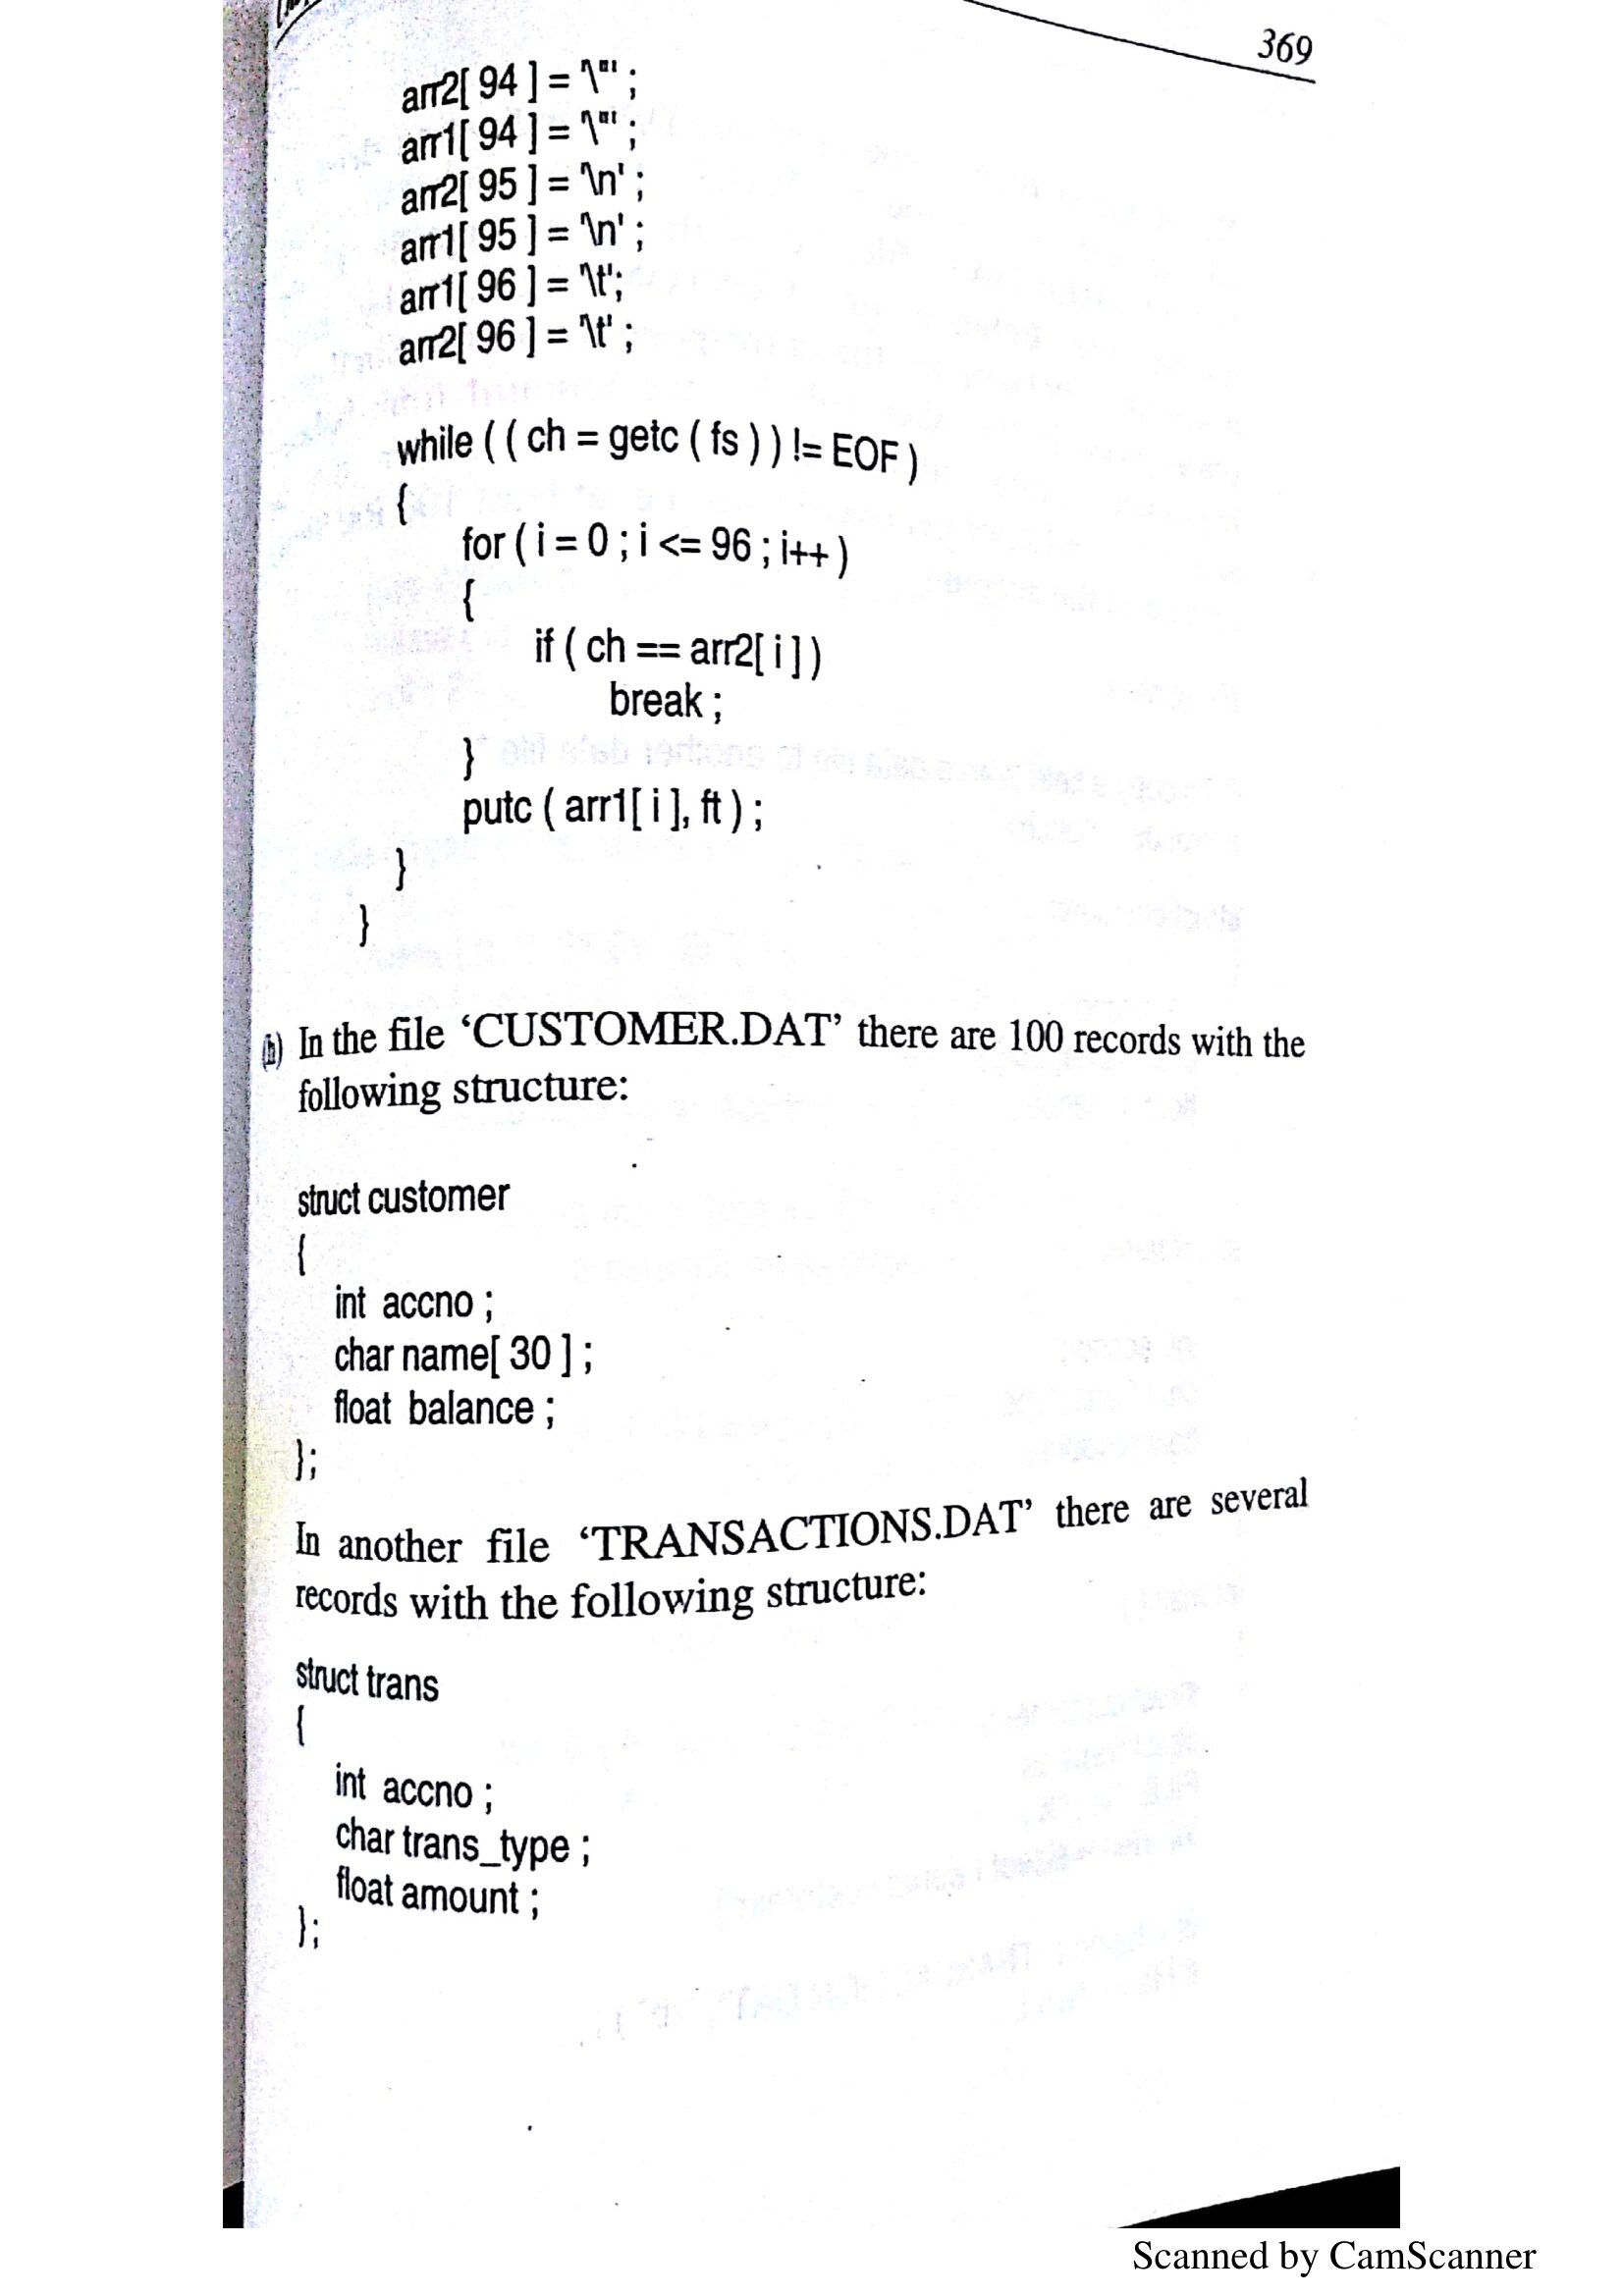 369
arr2[ 94 ] = '\"' ;
arr1[ 94 ] = '\"' ;
arr2[ 95 ] = '\n' ;
arr1[ 95 ] = '\n' ;
arr1[ 96 ] = '\t';
arr2[ 96 ] = '\t' ;
while ( ( ch = getc ( fs ) ) != EOF )
{
for ( i = 0 ; i <= 96 ; i++ )
{
if ( ch == arr2[ i ] )
break ;
}
putc ( arr1[ i ], ft ) ;
}
}
(h) In the file ‘CUSTOMER.DAT’ there are 100 records with the
following structure:
struct customer
{
int accno ;
char name[ 30 ] ;
float balance ;
};
In another file ‘TRANSACTIONS.DAT’ there are several
records with the following structure:
struct trans
{
int accno ;
char trans_type ;
float amount ;
};
Scanned by CamScanner